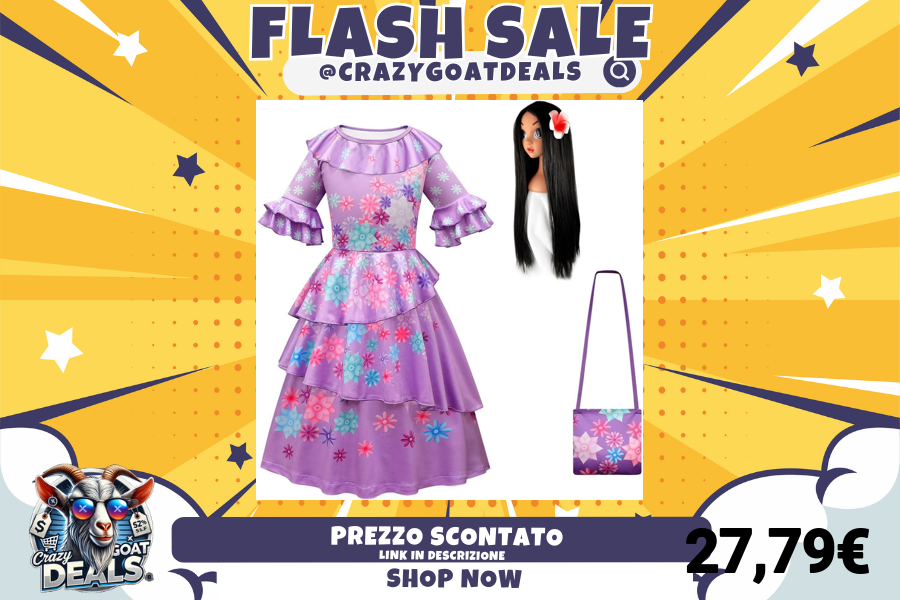 FLASH SALE
@CRAZYGOATDEALS
PREZZO SCONTATO
LINK IN DESCRIZIONE
SHOP NOW
27,79€
$
Crazy
GOAT
DEALS